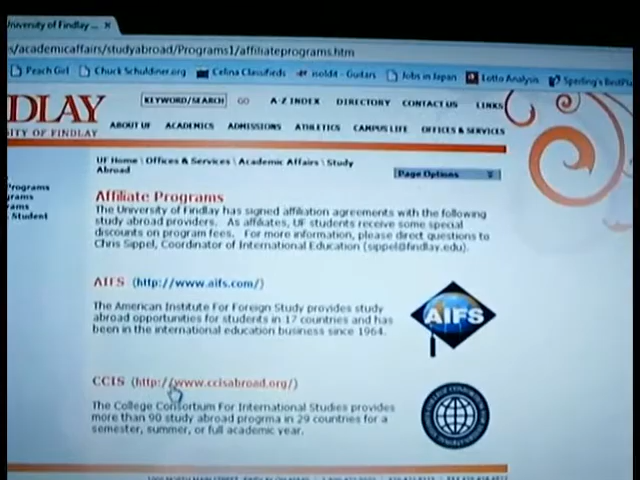 University of Findlay ... ×
s/academicaffairs/studyabroad/Programs1/affiliateprograms.htm
Peach Girl Chuck Schuldiner.org Celina Classifieds Jobs in Japan Lotto Analysis Sperling's BestPla
DLAY KEYWORD/SEARCH GO A-Z INDEX DIRECTORY CONTACT US LINKS
SITY OF FINDLAY ABOUT UF ACADEMICS ADMISSIONS ATHLETICS CAMPUS LIFE OFFICES & SERVICES
UF Home \ Offices & Services \ Academic Affairs \ Study
Abroad
Page Options
Programs
grams
rams
Student
Affiliate Programs
The University of Findlay has signed affiliation agreements with the following
study abroad providers. As affiliates, UF students receive some special
discounts on program fees. For more information, please direct questions to
Chris Sippel, Coordinator of International Education (sippel@findlay.edu).
AIFS (http://www.aifs.com/)
The American Institute For Foreign Study provides study
abroad opportunities for students in 17 countries and has
been in the international education business since 1964.
AIFS
CCIS (http://www.ccisabroad.org/)
The College Consortium For International Studies provides
more than 90 study abroad progrma in 29 countries for a
semester, summer, or full academic year.